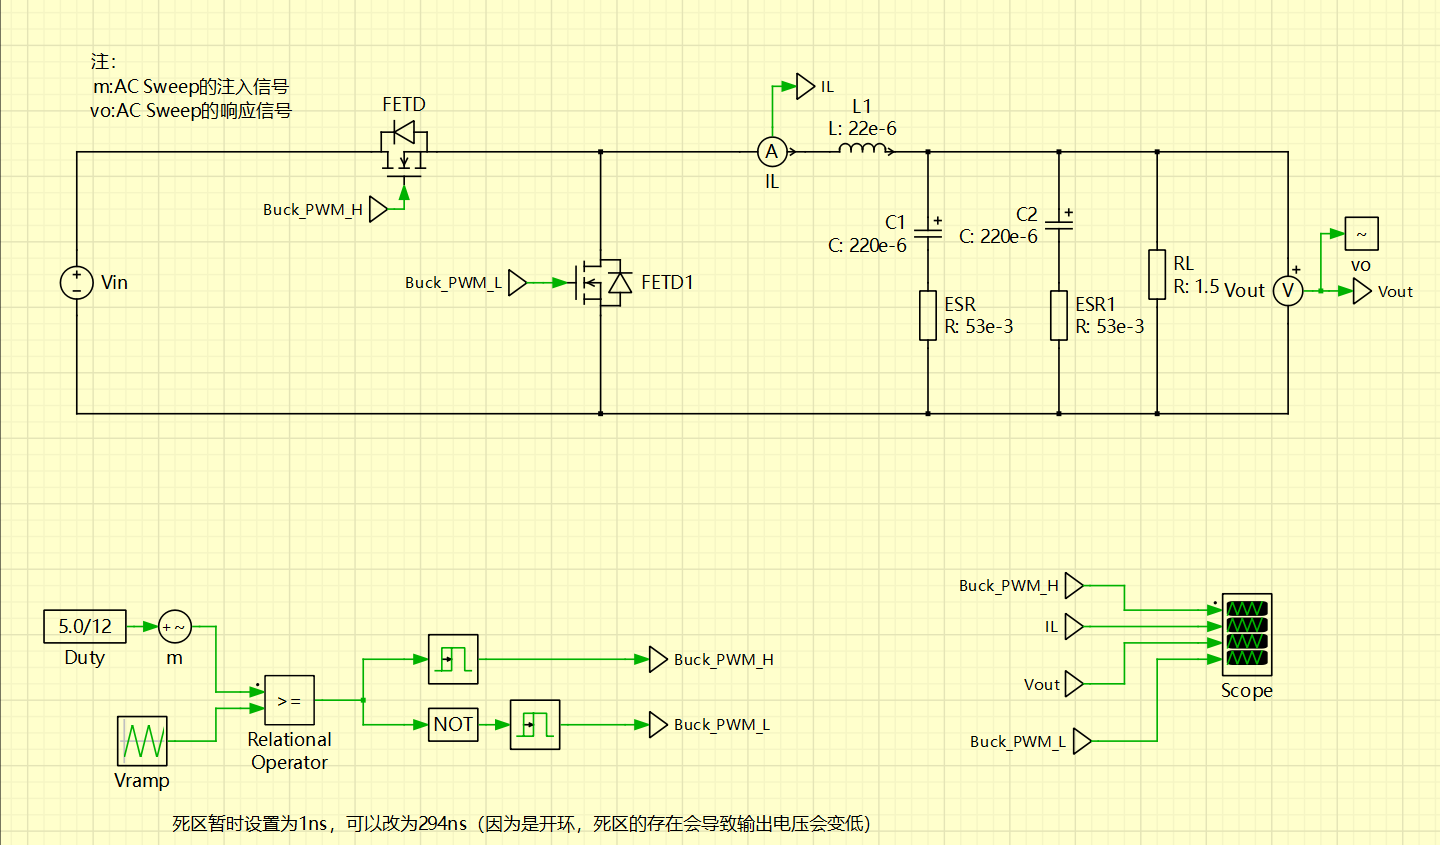 注：
m:AC Sweep的注入信号
vo:AC Sweep的响应信号
FETD
IL
L1
L: 22e-6
A
IL
Buck_PWM_H
C1
C: 220e-6
C2
C: 220e-6
~
vo
Vin
Buck_PWM_L
FETD1
RL
R: 1.5
Vout
V
Vout
ESR
R: 53e-3
ESR1
R: 53e-3
Buck_PWM_H
IL
Vout
Buck_PWM_L
Scope
5.0/12
Duty
+ ~
m
Buck_PWM_H
>=
Relational
Operator
NOT
Buck_PWM_L
Vramp
死区暂时设置为1ns，可以改为294ns（因为是开环，死区的存在会导致输出电压会变低）